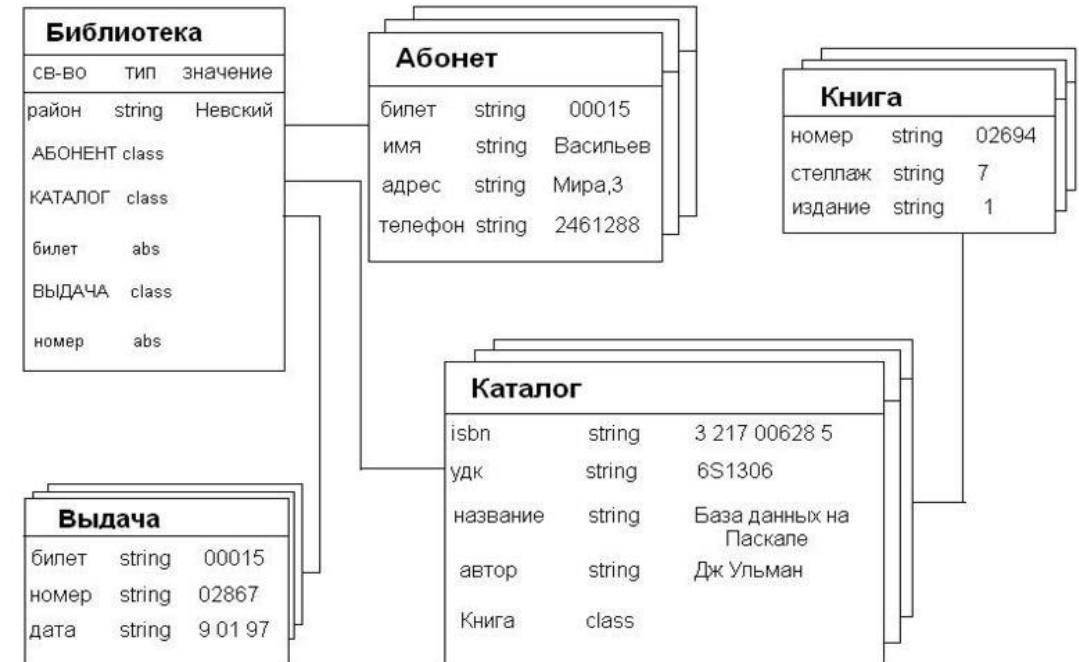 Библиотека
св-во тип значение
район string Невский
АБОНЕНТ class
КАТАЛОГ class
билет abs
ВЫДАЧА class
номер abs
Абонет
билет string 00015
имя string Васильев
адрес string Мира,3
телефон string 2461288
Книга
номер string 02694
стеллаж string 7
издание string 1
Каталог
isbn string 3 217 00628 5
удк string 6S1306
название string База данных на
Паскале
автор string Дж Ульман
Книга class
Выдача
билет string 00015
номер string 02867
дата string 9 01 97